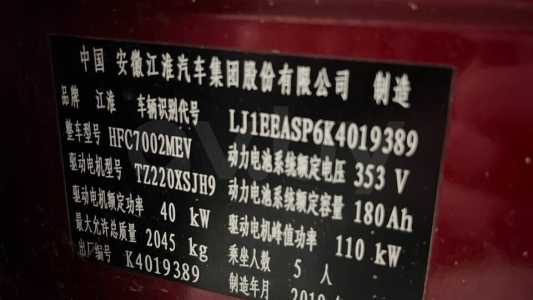 中国 安徽江淮汽车集团股份有限公司 制造
品牌 江淮 车辆识别代号 LJ1EEASP6K4019389
整车型号 HFC7002MEV 动力电池系统额定电压 353 V
驱动电机型号 TZ220XSJH9 动力电池系统额定容量 180Ah
驱动电机额定功率 40 kW 驱动电机峰值功率 110 kW
最大允许总质量 2045 kg 乘坐人数 5 人
出厂编号 K4019389 制造年月